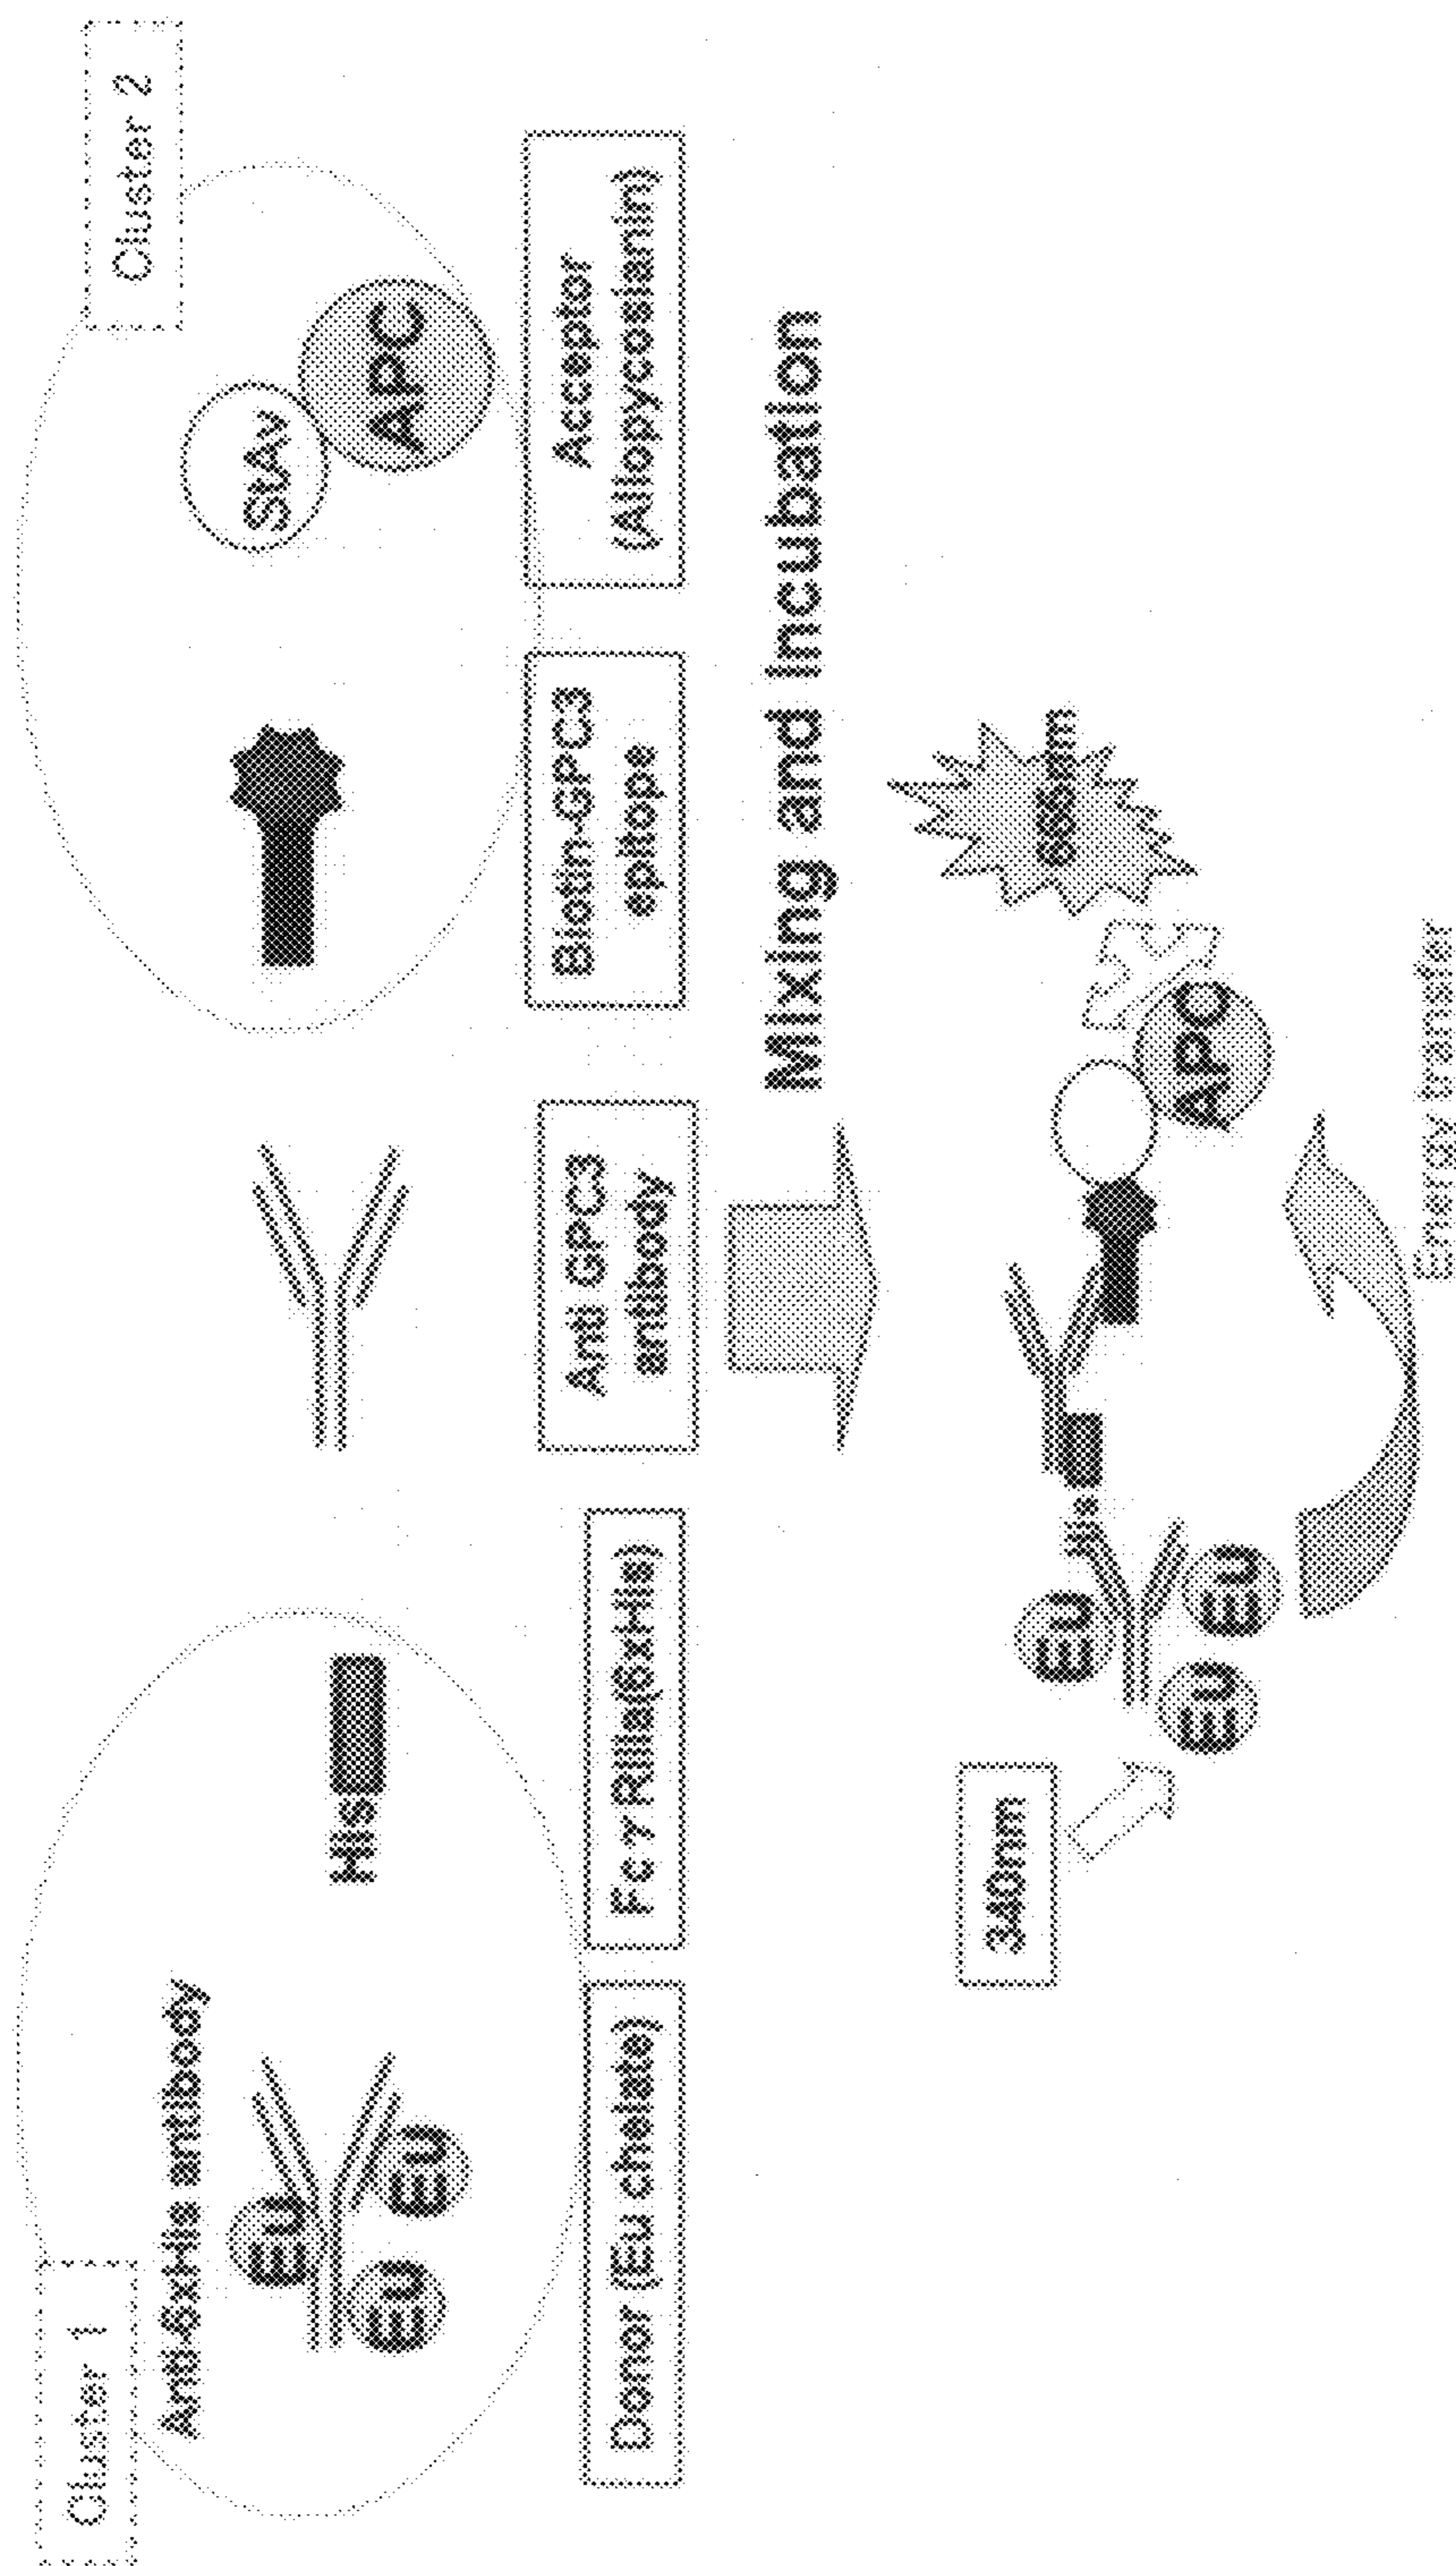 Cluster 1
Cluster 2
Anti-6xHis antibody
Eu
Eu
Eu
His
StAv
APC
Donor (Eu chelate)
Fc γ RIIIa(6xHis)
Anti GPC3
antibody
Biotin-GPC3
epitope
Acceptor
(Allopycosianin)
Mixing and incubation
340nm
Eu
Eu
Eu
His
APC
665nm
Energy transfer